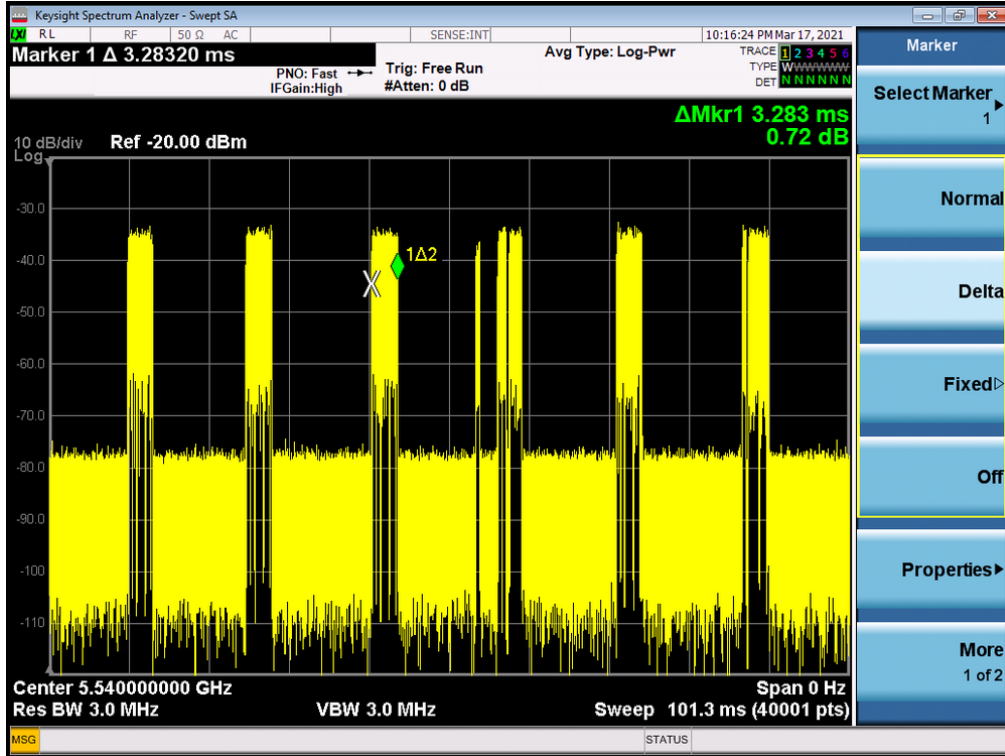 Keysight Spectrum Analyzer - Swept SA
LXI RL RF 50 Ω AC SENSE:INT 10:16:24 PM Mar 17, 2021
Marker 1 Δ 3.28320 ms
PNO: Fast
IFGain:High
Trig: Free Run
#Atten: 0 dB
Avg Type: Log-Pwr
TRACE 1 2 3 4 5 6
TYPE WWWWWW
DET N N N N N N
ΔMkr1 3.283 ms
0.72 dB
10 dB/div Ref -20.00 dBm
Log
-30.0
1Δ2
-40.0
-50.0
-60.0
-70.0
-80.0
-90.0
-100
-110
Center 5.540000000 GHz Span 0 Hz
Res BW 3.0 MHz VBW 3.0 MHz Sweep 101.3 ms (40001 pts)
MSG STATUS
Marker
Select Marker
1
Normal
Delta
Fixed
Off
Properties
More
1 of 2